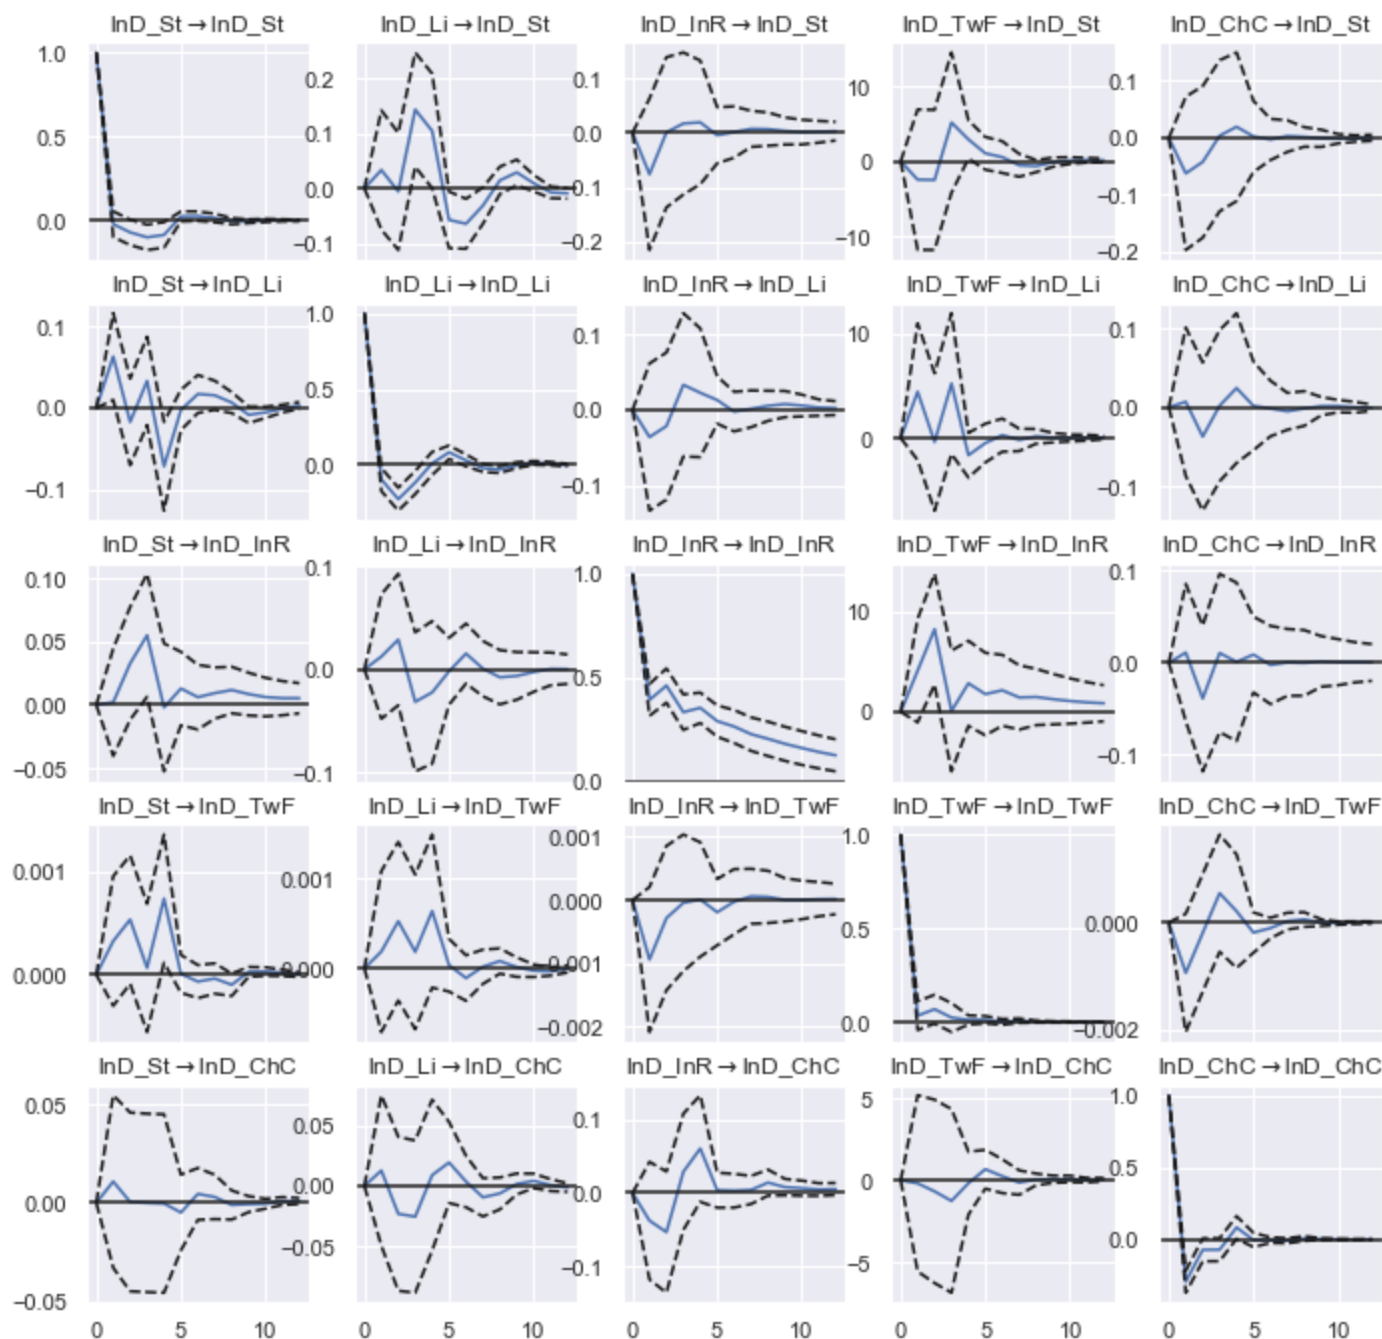 lnD_St→lnD_St lnD_Li→lnD_St lnD_InR→lnD_St lnD_TwF→lnD_St lnD_ChC→lnD_St
1.0 0.5 0.0
0.2 0.1 0.0 −0.1
0.1 0.0 −0.1 −0.2
10 0 −10
0.1 0.0 −0.1 −0.2
lnD_St→lnD_Li lnD_Li→lnD_Li lnD_InR→lnD_Li lnD_TwF→lnD_Li lnD_ChC→lnD_Li
0.1 0.0 −0.1
1.0 0.5 0.0
0.1 0.0 −0.1
10 0
0.1 0.0 −0.1
lnD_St→lnD_InR lnD_Li→lnD_InR lnD_InR→lnD_InR lnD_TwF→lnD_InR lnD_ChC→lnD_InR
0.10 0.05 0.00 −0.05
0.1 0.0 −0.1
1.0 0.5 0.0
10 0
0.1 0.0 −0.1
lnD_St→lnD_TwF lnD_Li→lnD_TwF lnD_InR→lnD_TwF lnD_TwF→lnD_TwF lnD_ChC→lnD_TwF
0.001 0.000
0.001 0.000
0.001 0.000 −0.001 −0.002
1.0 0.5 0.0
0.000 −0.002
lnD_St→lnD_ChC lnD_Li→lnD_ChC lnD_InR→lnD_ChC lnD_TwF→lnD_ChC lnD_ChC→lnD_ChC
0.05 0.00 −0.05
0.05 0.00 −0.05
0.1 0.0 −0.1
5 0 −5
1.0 0.5 0.0
0 5 10 0 5 10 0 5 10 0 5 10 0 5 10